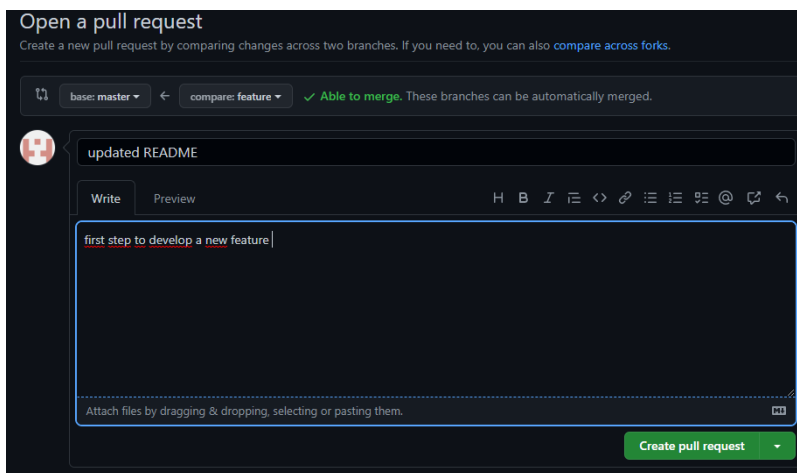 Open a pull request
Create a new pull request by comparing changes across two branches. If you need to, you can also compare across forks.
base: master ← compare: feature ✓ Able to merge. These branches can be automatically merged.
updated README
Write Preview H B I <> @
first step to develop a new feature
Attach files by dragging & dropping, selecting or pasting them.
Create pull request